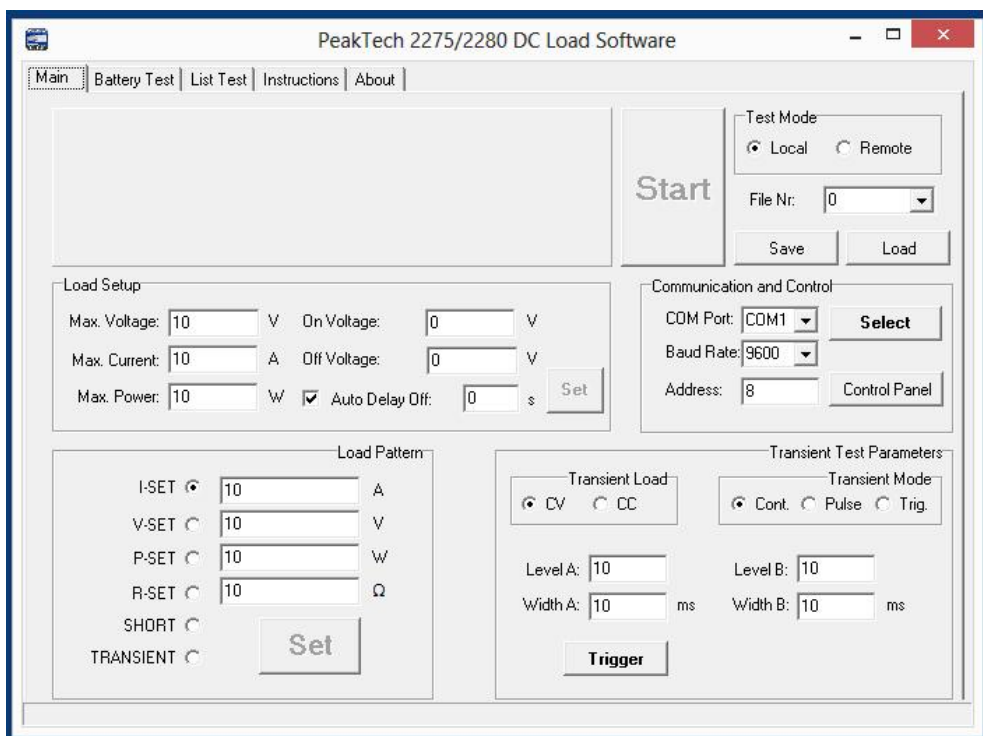 PeakTech 2275/2280 DC Load Software
Main Battery Test List Test Instructions About
Start
Test Mode
Local Remote
File Nr: 0
Save Load
Load Setup
Max. Voltage: 10 V On Voltage: 0 V
Max. Current: 10 A Off Voltage: 0 V
Max. Power: 10 W Auto Delay Off: 0 s Set
Communication and Control
COM Port: COM1 Select
Baud Rate: 9600
Address: 8 Control Panel
Load Pattern
I-SET 10 A
V-SET 10 V
P-SET 10 W
R-SET 10 Ω
SHORT
TRANSIENT
Set
Transient Test Parameters
Transient Load
CV CC
Transient Mode
Cont. Pulse Trig.
Level A: 10 Level B: 10
Width A: 10 ms Width B: 10 ms
Trigger